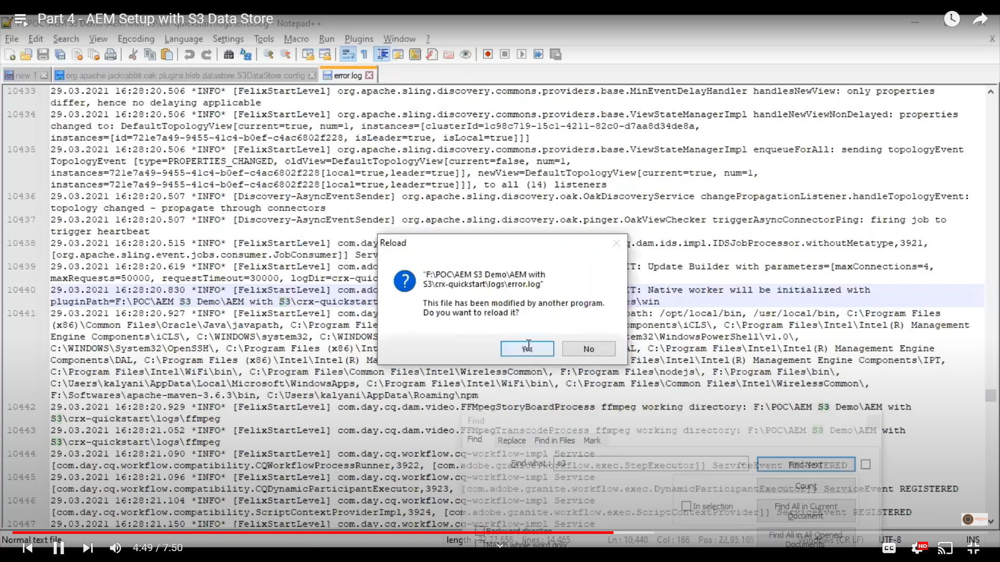 Part 4 - AEM Setup with S3 Data Store
Notepad++
File Edit Search View Encoding Language Settings Tools Macro Run Plugins Window ? X
new 1 org.apache.jackrabbit.oak.plugins.blob.datastore.S3DataStore.config error.log
10433 29.03.2021 16:28:20.506 *INFO* [FelixStartLevel] org.apache.sling.discovery.commons.providers.base.MinEventDelayHandler handlesNewView: only properties
differ, hence no delaying applicable
10434 29.03.2021 16:28:20.506 *INFO* [FelixStartLevel] org.apache.sling.discovery.commons.providers.base.ViewStateManagerImpl handleNewViewNonDelayed: properties
changed to: DefaultTopologyView[current=true, num=1, instances=[clusterId=1c98c719-15c1-4211-82c0-d7aa8d34de8a,
instances=[id=721e7a49-9455-41c4-b0ef-c4ac6802f228, isLeader=true, isLocal=true]]]
10435 29.03.2021 16:28:20.506 *INFO* [FelixStartLevel] org.apache.sling.discovery.commons.providers.base.ViewStateManagerImpl enqueueForAll: sending topologyEvent
TopologyEvent [type=PROPERTIES_CHANGED, oldView=DefaultTopologyView[current=false, num=1,
instances=721e7a49-9455-41c4-b0ef-c4ac6802f228[local=true,leader=true]], newView=DefaultTopologyView[current=true, num=1,
instances=721e7a49-9455-41c4-b0ef-c4ac6802f228[local=true,leader=true]]], to all (14) listeners
10436 29.03.2021 16:28:20.507 *INFO* [Discovery-AsyncEventSender] org.apache.sling.discovery.oak.OakDiscoveryService changePropagationListener.handleTopologyEvent:
topology changed - propagate through connectors
10437 29.03.2021 16:28:20.507 *INFO* [Discovery-AsyncEventSender] org.apache.sling.discovery.oak.pinger.OakViewChecker triggerAsyncConnectorPing: firing job to
trigger heartbeat
10438 29.03.2021 16:28:20.515 *INFO* [FelixStartLevel] com.day q.dam.ids.impl.IDSJobProcessor.withoutMetatype,3921,
[org.apache.sling.event.jobs.consumer.JobConsumer]] Serv
10439 29.03.2021 16:28:20.619 *INFO* [FelixStartLevel] com.ado IT: Update Builder with parameters=[maxConnections=4,
maxRequests=50000, requestTimeout=30000, logDir=crx-quic
10440 29.03.2021 16:28:20.830 *INFO* [FelixStartLevel] com.ado IT: Native worker will be initialized with
pluginPath=F:\POC\AEM S3 Demo\AEM with S3\crx-quickstart es\win
10441 29.03.2021 16:28:20.927 *INFO* [FelixStartLevel] com.day path: /opt/local/bin, /usr/local/bin, C:\Program Files
(x86)\Common Files\Oracle\Java\javapath, C:\Program File mponents\iCLS\, C:\Program Files\Intel\Intel(R) Management
Engine Components\iCLS\, C:\WINDOWS\system32, C:\WINDOWS tem32\WindowsPowerShell\v1.0\,
C:\WINDOWS\System32\OpenSSH\, C:\Program Files (x86)\Int AL, C:\Program Files\Intel\Intel(R) Management Engine
Components\DAL, C:\Program Files (x86)\Intel\Intel(R) Ma m Files\Intel\Intel(R) Management Engine Components\IPT,
C:\Program Files\Intel\WiFi\bin\, C:\Program Files\Common Files\Intel\WirelessCommon\, F:\Program Files\nodejs\, F:\Program Files\bin\,
C:\Users\kalyani\AppData\Local\Microsoft\WindowsApps, C:\Program Files\Intel\WiFi\bin\, C:\Program Files\Common Files\Intel\WirelessCommon\,
F:\Softwares\apache-maven-3.6.3\bin, C:\Users\kalyani\AppData\Roaming\npm
10442 29.03.2021 16:28:20.929 *INFO* [FelixStartLevel] com.day.cq.dam.video.FFMpegStoryBoardProcess ffmpeg working directory: F:\POC\AEM S3 Demo\AEM with
S3\crx-quickstart\logs\ffmpeg
10443 29.03.2021 16:28:21.052 *INFO* [FelixStartLevel] com.day.cq.dam.video.FFMpegTranscodeProcess ffmpeg working directory: F:\POC\AEM S3 Demo\AEM with
S3\crx-quickstart\logs\ffmpeg
10444 29.03.2021 16:28:21.090 *INFO* [FelixStartLevel] com.day.cq.workflow.cq-workflow-impl Service
[com.day.cq.workflow.compatibility.CQWorkflowProcessRunner,3922, [com.adobe.granite.workflow.exec.StepExecutor]] ServiceEvent REGISTERED
10445 29.03.2021 16:28:21.096 *INFO* [FelixStartLevel] com.day.cq.workflow.cq-workflow-impl Service
[com.day.cq.workflow.compatibility.CQDynamicParticipantExecutor,3923, [com.adobe.granite.workflow.exec.DynamicParticipantExecutor]] ServiceEvent REGISTERED
10446 29.03.2021 16:28:21.104 *INFO* [FelixStartLevel] com.day.cq.workflow.cq-workflow-impl Service
[com.day.cq.workflow.compatibility.ScriptContextProviderImpl,3924, [com.adobe.granite.workflow.exec.ScriptContextProvider]] ServiceEvent REGISTERED
10447 29.03.2021 16:28:21.150 *INFO* [FelixStartLevel] com.day.cq.workflow.cq-workflow-impl Service
Reload
"F:\POC\AEM S3 Demo\AEM with
S3\crx-quickstart\logs\error.log"
This file has been modified by another program.
Do you want to reload it?
Yes No
Find
Find Replace Find in Files Mark
Find what : s3 Find Next
Count
In selection Find All in Current
Document
Backward direction
Find All in All Opened
Documents
Match whole word only
Normal text file length : 32,22,656 lines : 14,465 Ln : 10,440 Col : 166 Pos : 22,95,105 Windows (CR LF) UTF-8 INS
4:49 / 7:50 CC HD